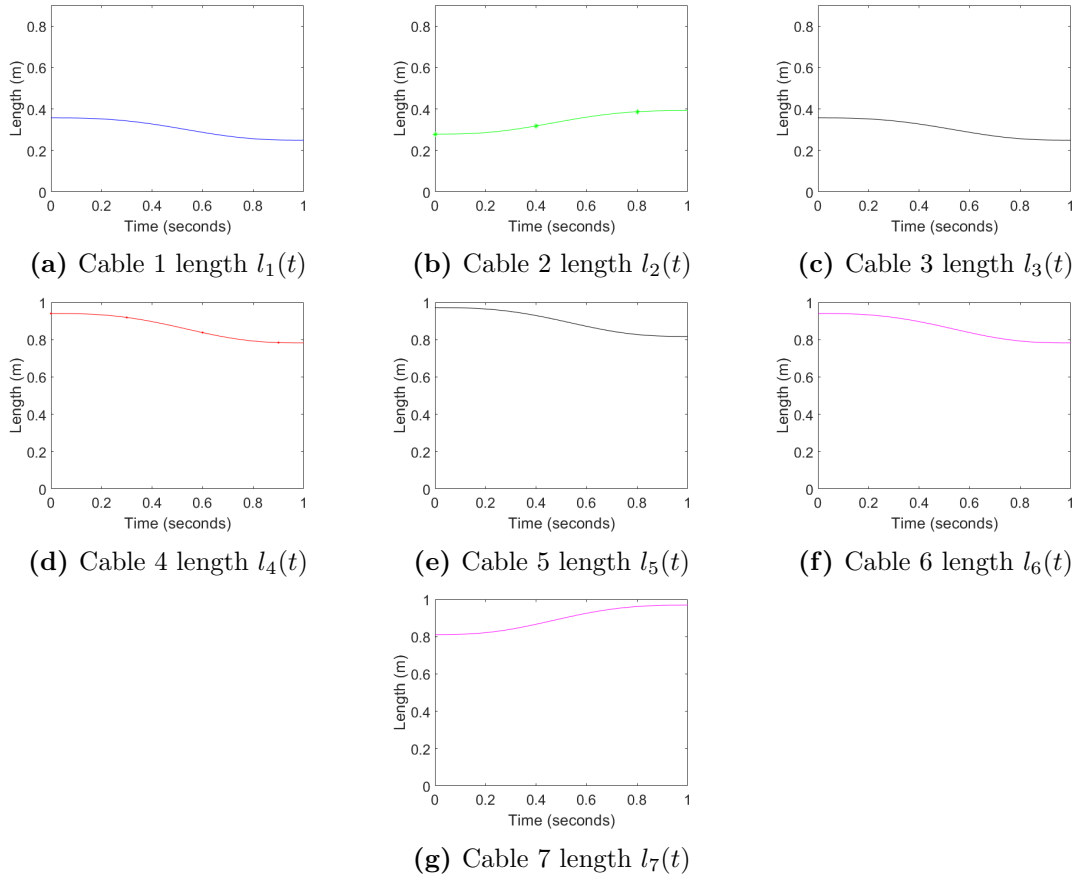 0.8
0.6
0.4
0.2
0
Length (m)
0 0.2 0.4 0.6 0.8 1
Time (seconds)
(a) Cable 1 length l₁(t)
0.8
0.6
0.4
0.2
0
Length (m)
0 0.2 0.4 0.6 0.8 1
Time (seconds)
(b) Cable 2 length l₂(t)
0.8
0.6
0.4
0.2
0
Length (m)
0 0.2 0.4 0.6 0.8 1
Time (seconds)
(c) Cable 3 length l₃(t)
1
0.8
0.6
0.4
0.2
0
Length (m)
0 0.2 0.4 0.6 0.8 1
Time (seconds)
(d) Cable 4 length l₄(t)
1
0.8
0.6
0.4
0.2
0
Length (m)
0 0.2 0.4 0.6 0.8 1
Time (seconds)
(e) Cable 5 length l₅(t)
1
0.8
0.6
0.4
0.2
0
Length (m)
0 0.2 0.4 0.6 0.8 1
Time (seconds)
(f) Cable 6 length l₆(t)
1
0.8
0.6
0.4
0.2
0
Length (m)
0 0.2 0.4 0.6 0.8 1
Time (seconds)
(g) Cable 7 length l₇(t)